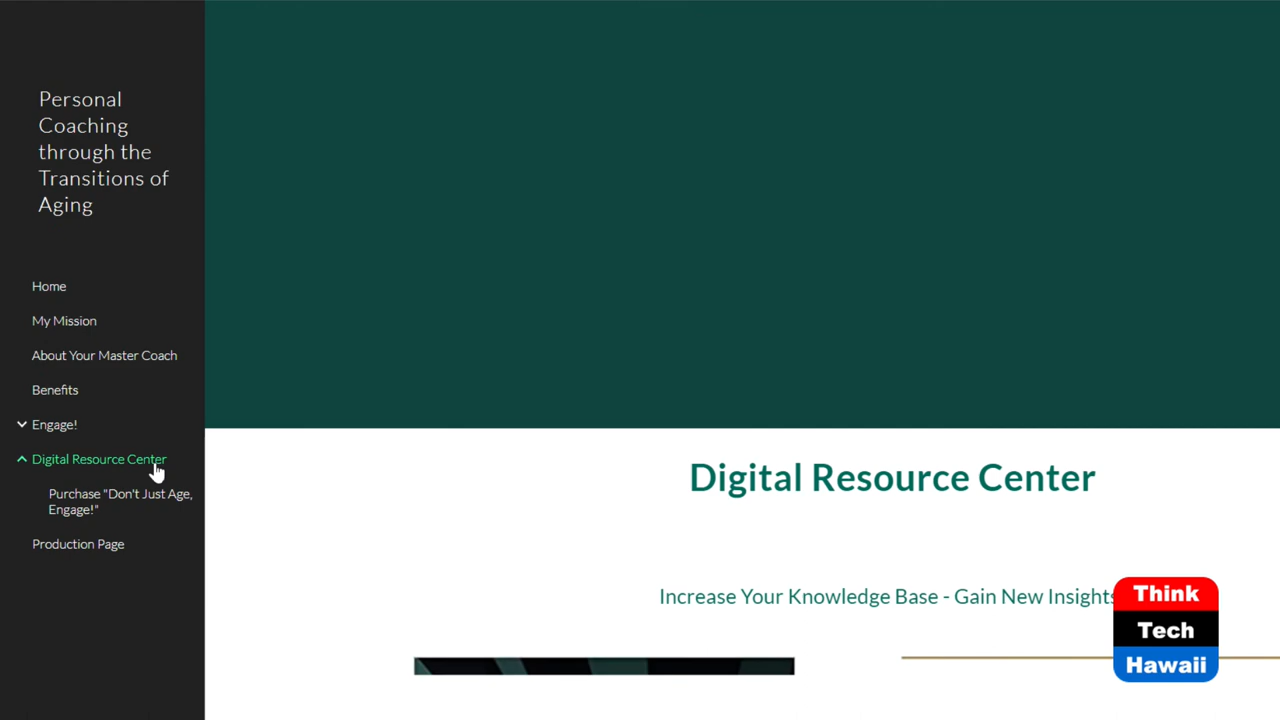 Personal
Coaching
through the
Transitions of
Aging
Home
My Mission
About Your Master Coach
Benefits
Engage!
Digital Resource Center
Purchase "Don't Just Age,
Engage!"
Production Page
Digital Resource Center
Increase Your Knowledge Base - Gain New Insights
Think
Tech
Hawaii